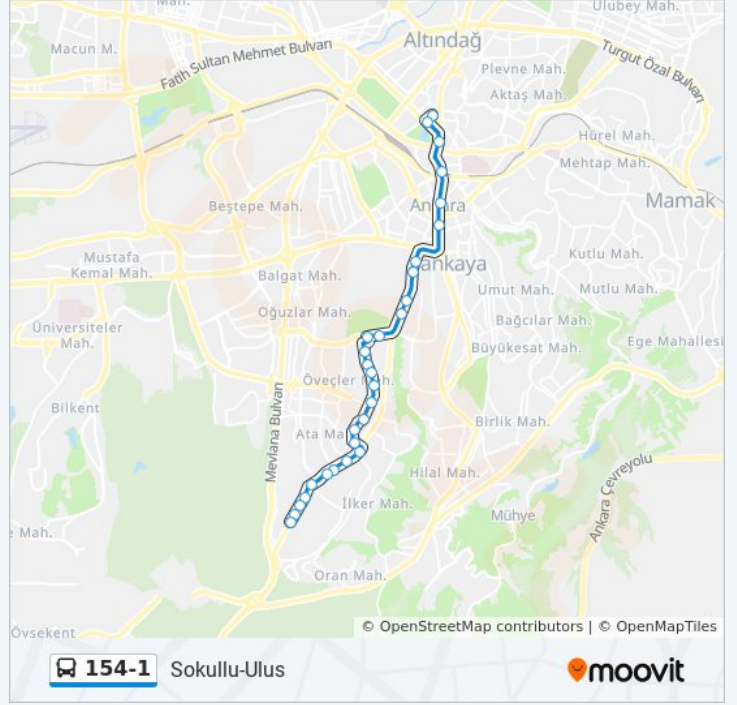 Mah.
Ulubey Mah.
Altındağ
Macun M.
Fatih Sultan Mehmet Bulvarı
Turgut Özal Bulvarı
Plevne Mah.
Aktaş Mah.
Hürel Mah.
Mehtap Mah.
Beştepe Mah.
Ankara
Mamak
Mustafa
Kemal Mah.
Balgat Mah.
Çankaya
Kutlu Mah.
Umut Mah.
Mutlu Mah.
Oğuzlar Mah.
Bağcılar Mah.
Üniversiteler
Mah.
Büyükesat Mah.
Ege Mahallesi
Öveçler Mah.
Bilkent
Mevlana Bulvarı
Ata Mah.
Birlik Mah.
Hilal Mah.
Ankara Çevreyolu
İlker Mah.
Mühye
e Mah.
Oran Mah.
Övsekent
© OpenStreetMap contributors | © OpenMapTiles
154-1 Sokullu-Ulus
moovit